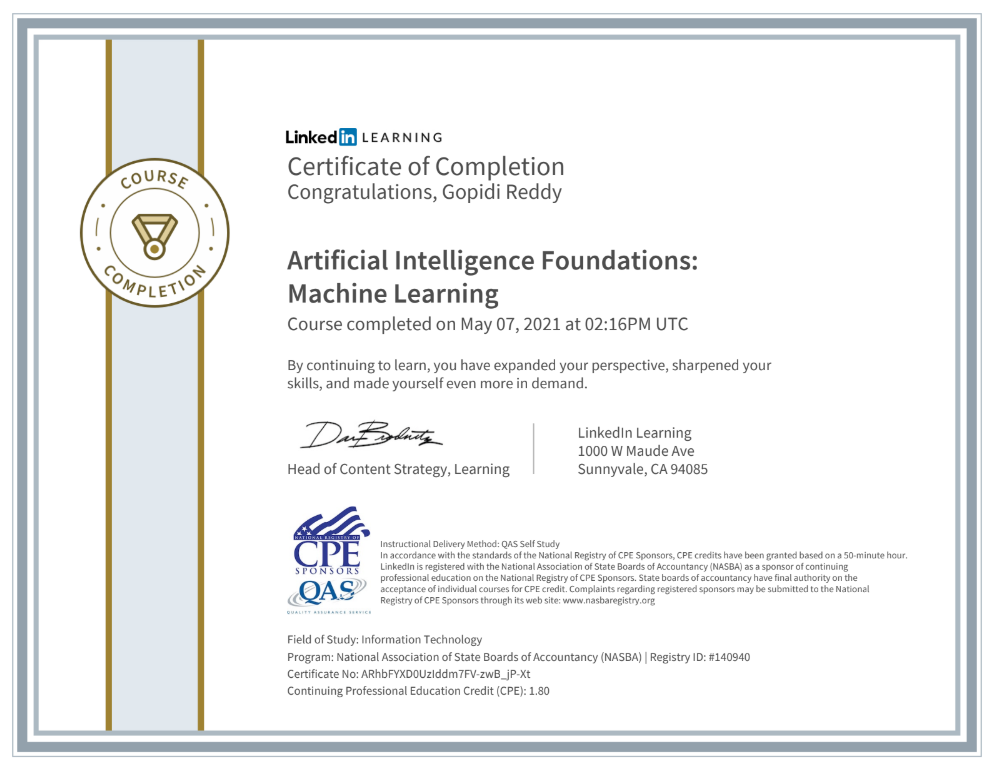 COURSE
COMPLETION
Linked in LEARNING
Certificate of Completion
Congratulations, Gopidi Reddy
Artificial Intelligence Foundations:
Machine Learning
Course completed on May 07, 2021 at 02:16PM UTC
By continuing to learn, you have expanded your perspective, sharpened your
skills, and made yourself even more in demand.
Head of Content Strategy, Learning
LinkedIn Learning
1000 W Maude Ave
Sunnyvale, CA 94085
NATIONAL REGISTRY OF
CPE
SPONSORS
QAS
QUALITY ASSURANCE SERVICE
Instructional Delivery Method: QAS Self Study
In accordance with the standards of the National Registry of CPE Sponsors, CPE credits have been granted based on a 50-minute hour.
LinkedIn is registered with the National Association of State Boards of Accountancy (NASBA) as a sponsor of continuing
professional education on the National Registry of CPE Sponsors. State boards of accountancy have final authority on the
acceptance of individual courses for CPE credit. Complaints regarding registered sponsors may be submitted to the National
Registry of CPE Sponsors through its web site: www.nasbaregistry.org
Field of Study: Information Technology
Program: National Association of State Boards of Accountancy (NASBA) | Registry ID: #140940
Certificate No: ARhbFYXD0UzIddm7FV-zwB_jP-Xt
Continuing Professional Education Credit (CPE): 1.80